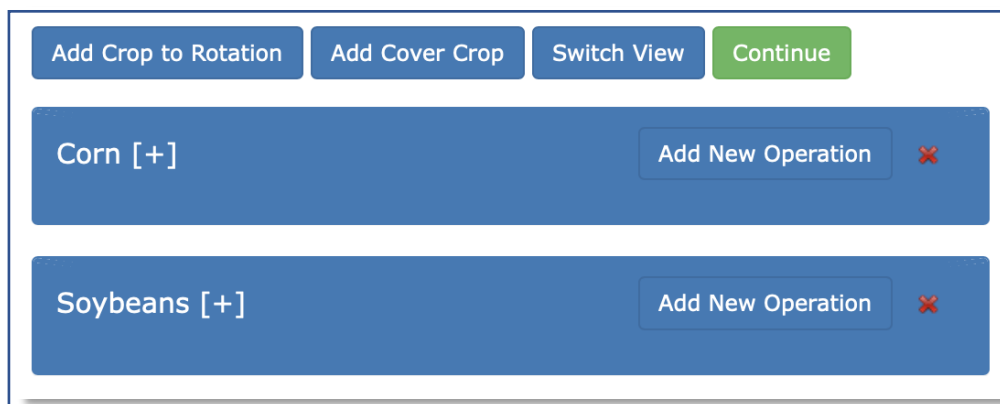 Add Crop to Rotation Add Cover Crop Switch View Continue
Corn [+] Add New Operation
Soybeans [+] Add New Operation